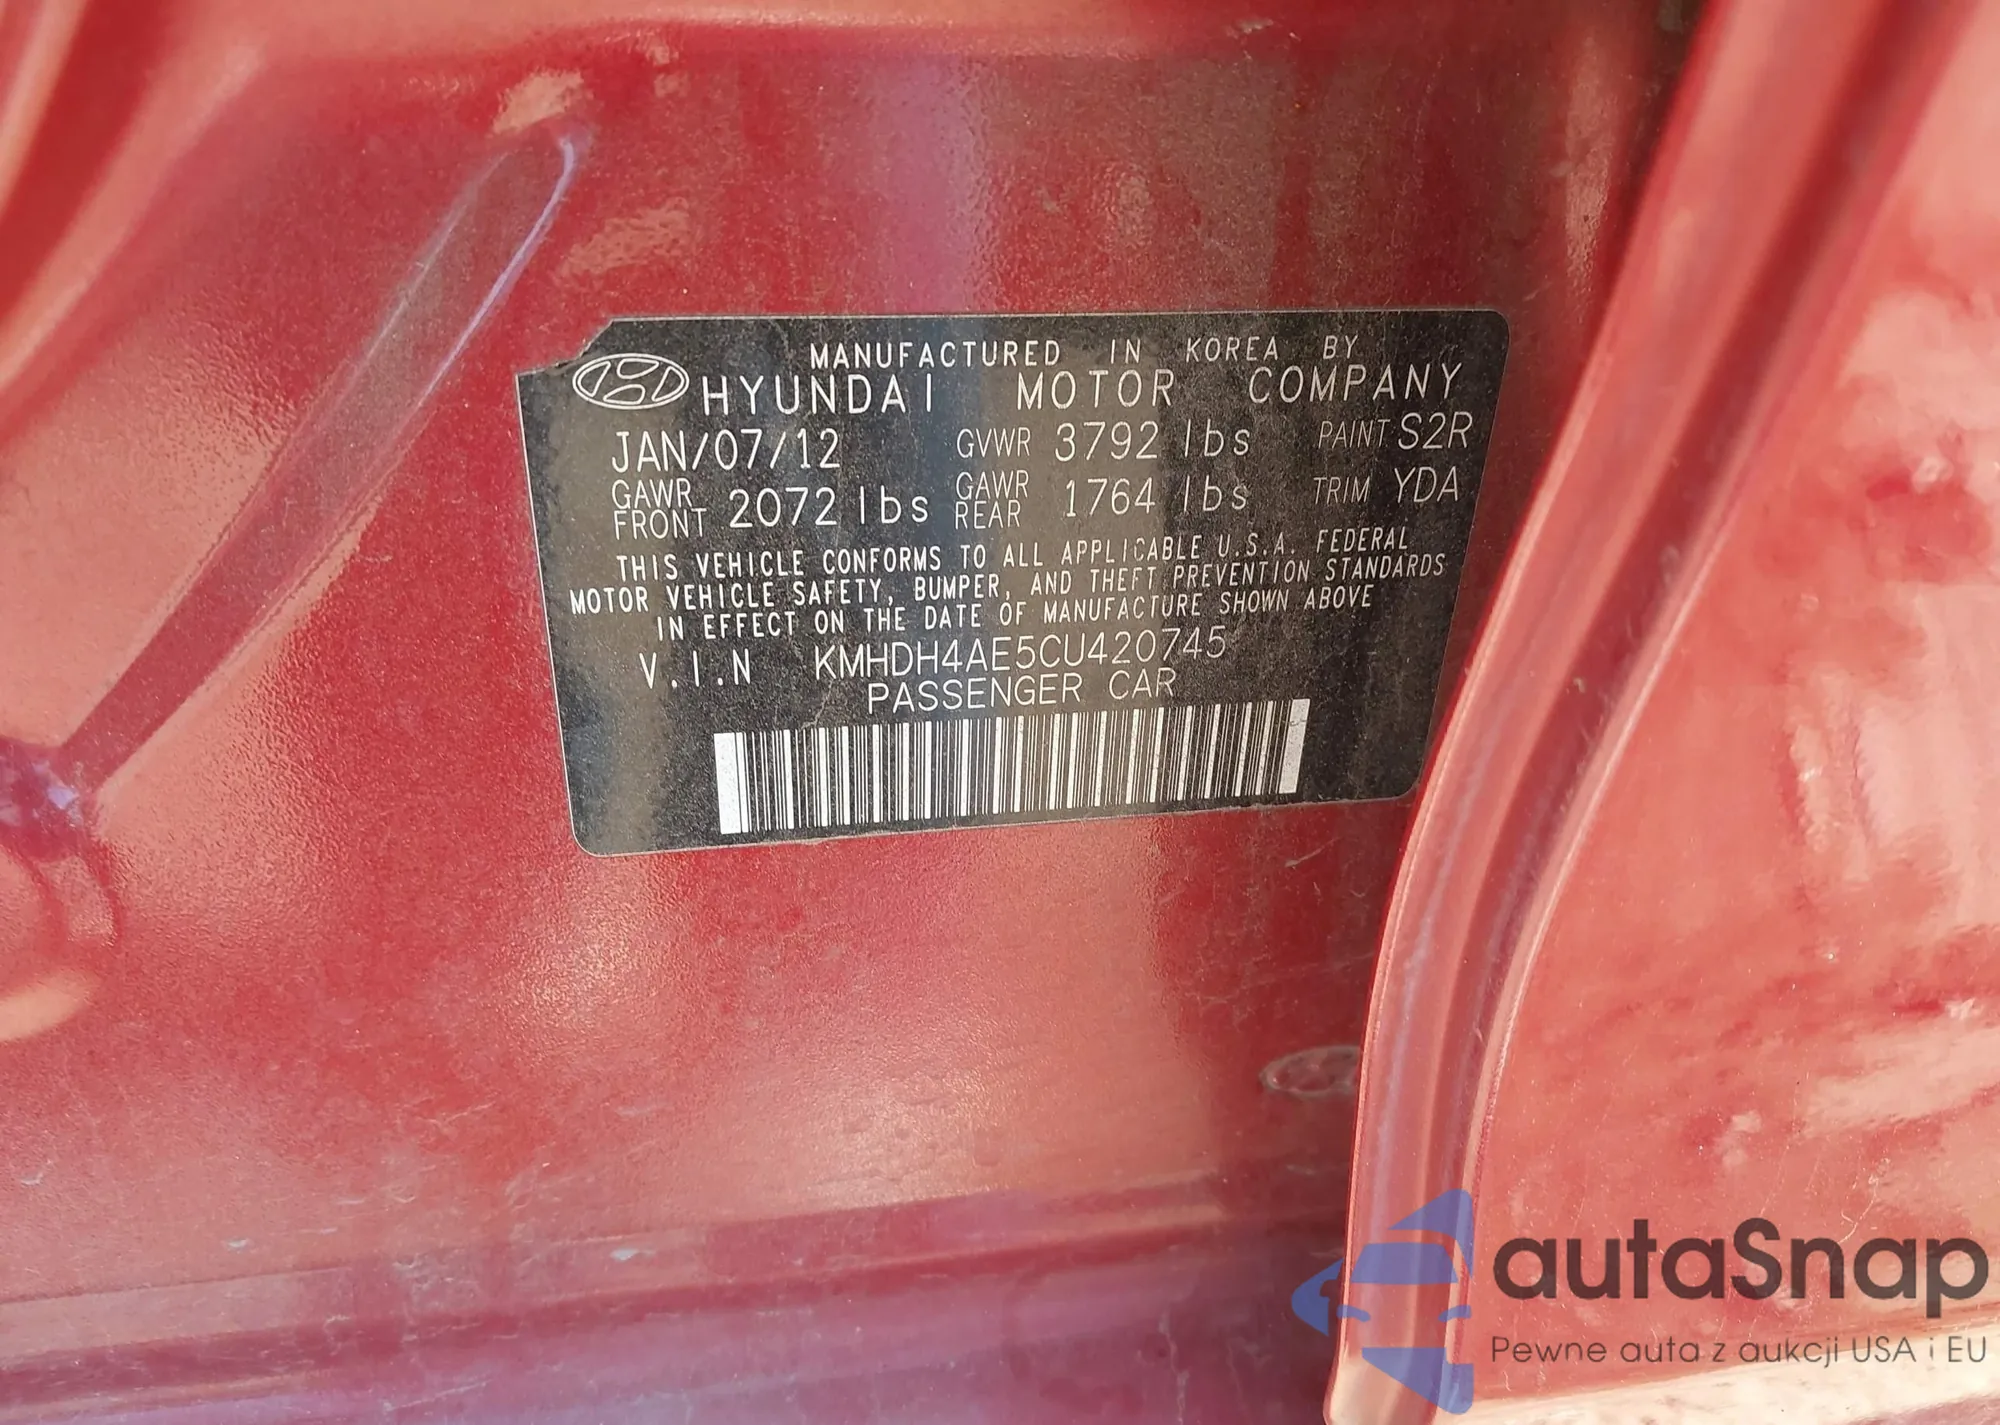 MANUFACTURED IN KOREA BY
HYUNDAI MOTOR COMPANY
JAN/07/12 GVWR 3792 lbs PAINT S2R
GAWR FRONT 2072 lbs GAWR REAR 1764 lbs TRIM YDA
THIS VEHICLE CONFORMS TO ALL APPLICABLE U.S.A. FEDERAL
MOTOR VEHICLE SAFETY, BUMPER, AND THEFT PREVENTION STANDARDS
IN EFFECT ON THE DATE OF MANUFACTURE SHOWN ABOVE
V.I.N KMHDH4AE5CU420745
PASSENGER CAR
autaSnap
Pewne auta z aukcji USA i EU